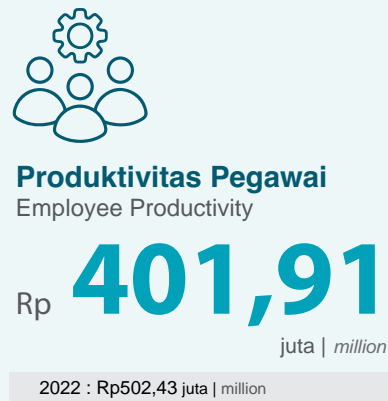 Produktivitas Pegawai
Employee Productivity
Rp 401,91
juta | million
2022 : Rp502,43 juta | million